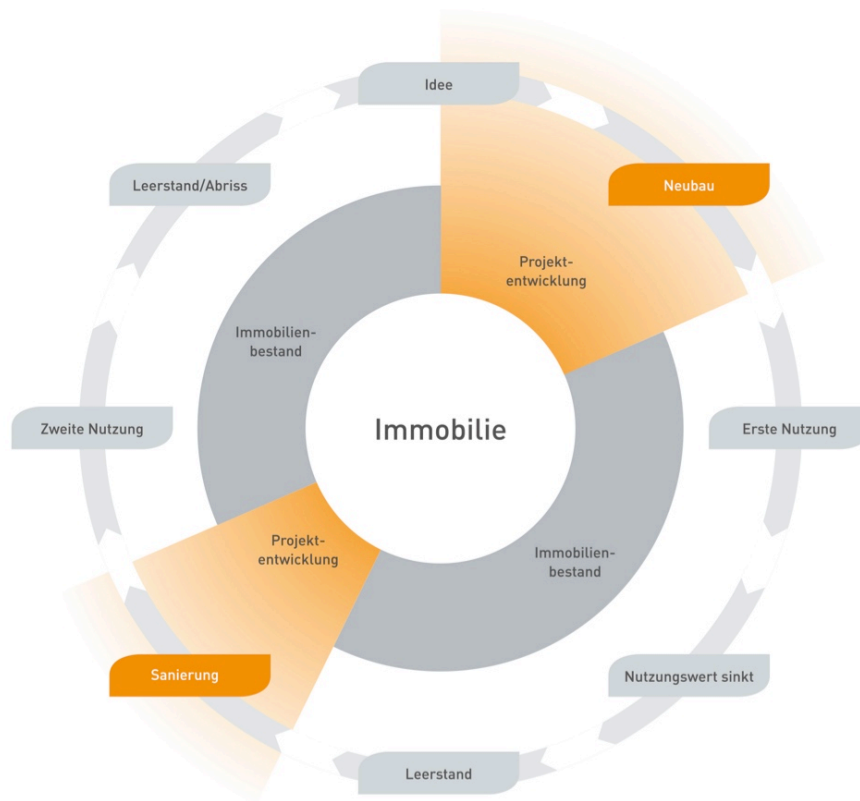 Idee
Leerstand/Abriss
Neubau
Projekt-
entwicklung
Immobilien-
bestand
Immobilie
Zweite Nutzung
Erste Nutzung
Projekt-
entwicklung
Immobilien-
bestand
Sanierung
Nutzungswert sinkt
Leerstand